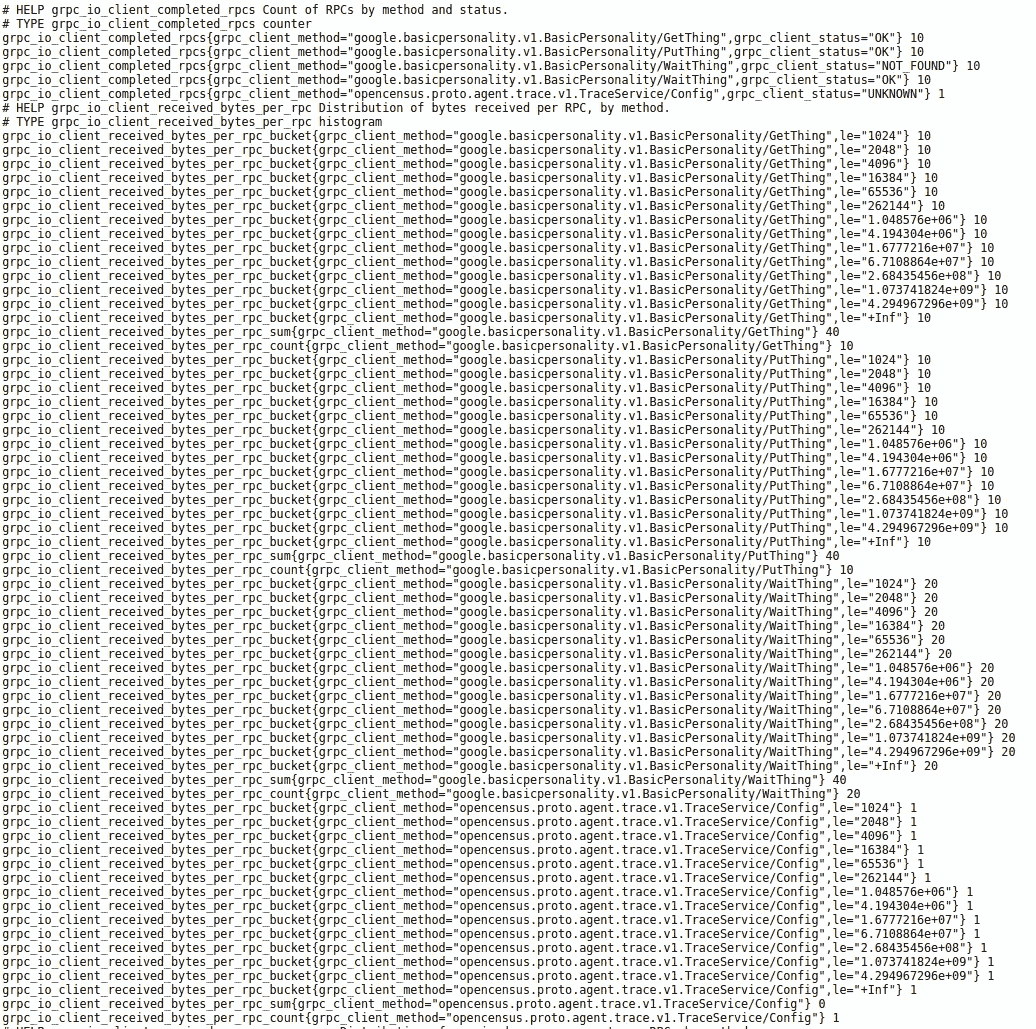 # HELP grpc_io_client_completed_rpcs Count of RPCs by method and status.
# TYPE grpc_io_client_completed_rpcs counter
grpc_io_client_completed_rpcs{grpc_client_method="google.basicpersonality.v1.BasicPersonality/GetThing",grpc_client_status="OK"} 10
grpc_io_client_completed_rpcs{grpc_client_method="google.basicpersonality.v1.BasicPersonality/PutThing",grpc_client_status="OK"} 10
grpc_io_client_completed_rpcs{grpc_client_method="google.basicpersonality.v1.BasicPersonality/WaitThing",grpc_client_status="NOT_FOUND"} 10
grpc_io_client_completed_rpcs{grpc_client_method="google.basicpersonality.v1.BasicPersonality/WaitThing",grpc_client_status="OK"} 10
grpc_io_client_completed_rpcs{grpc_client_method="opencensus.proto.agent.trace.v1.TraceService/Config",grpc_client_status="UNKNOWN"} 1
# HELP grpc_io_client_received_bytes_per_rpc Distribution of bytes received per RPC, by method.
# TYPE grpc_io_client_received_bytes_per_rpc histogram
grpc_io_client_received_bytes_per_rpc_bucket{grpc_client_method="google.basicpersonality.v1.BasicPersonality/GetThing",le="1024"} 10
grpc_io_client_received_bytes_per_rpc_bucket{grpc_client_method="google.basicpersonality.v1.BasicPersonality/GetThing",le="2048"} 10
grpc_io_client_received_bytes_per_rpc_bucket{grpc_client_method="google.basicpersonality.v1.BasicPersonality/GetThing",le="4096"} 10
grpc_io_client_received_bytes_per_rpc_bucket{grpc_client_method="google.basicpersonality.v1.BasicPersonality/GetThing",le="16384"} 10
grpc_io_client_received_bytes_per_rpc_bucket{grpc_client_method="google.basicpersonality.v1.BasicPersonality/GetThing",le="65536"} 10
grpc_io_client_received_bytes_per_rpc_bucket{grpc_client_method="google.basicpersonality.v1.BasicPersonality/GetThing",le="262144"} 10
grpc_io_client_received_bytes_per_rpc_bucket{grpc_client_method="google.basicpersonality.v1.BasicPersonality/GetThing",le="1.048576e+06"} 10
grpc_io_client_received_bytes_per_rpc_bucket{grpc_client_method="google.basicpersonality.v1.BasicPersonality/GetThing",le="4.194304e+06"} 10
grpc_io_client_received_bytes_per_rpc_bucket{grpc_client_method="google.basicpersonality.v1.BasicPersonality/GetThing",le="1.6777216e+07"} 10
grpc_io_client_received_bytes_per_rpc_bucket{grpc_client_method="google.basicpersonality.v1.BasicPersonality/GetThing",le="6.7108864e+07"} 10
grpc_io_client_received_bytes_per_rpc_bucket{grpc_client_method="google.basicpersonality.v1.BasicPersonality/GetThing",le="2.68435456e+08"} 10
grpc_io_client_received_bytes_per_rpc_bucket{grpc_client_method="google.basicpersonality.v1.BasicPersonality/GetThing",le="1.073741824e+09"} 10
grpc_io_client_received_bytes_per_rpc_bucket{grpc_client_method="google.basicpersonality.v1.BasicPersonality/GetThing",le="4.294967296e+09"} 10
grpc_io_client_received_bytes_per_rpc_bucket{grpc_client_method="google.basicpersonality.v1.BasicPersonality/GetThing",le="+Inf"} 10
grpc_io_client_received_bytes_per_rpc_sum{grpc_client_method="google.basicpersonality.v1.BasicPersonality/GetThing"} 40
grpc_io_client_received_bytes_per_rpc_count{grpc_client_method="google.basicpersonality.v1.BasicPersonality/GetThing"} 10
grpc_io_client_received_bytes_per_rpc_bucket{grpc_client_method="google.basicpersonality.v1.BasicPersonality/PutThing",le="1024"} 10
grpc_io_client_received_bytes_per_rpc_bucket{grpc_client_method="google.basicpersonality.v1.BasicPersonality/PutThing",le="2048"} 10
grpc_io_client_received_bytes_per_rpc_bucket{grpc_client_method="google.basicpersonality.v1.BasicPersonality/PutThing",le="4096"} 10
grpc_io_client_received_bytes_per_rpc_bucket{grpc_client_method="google.basicpersonality.v1.BasicPersonality/PutThing",le="16384"} 10
grpc_io_client_received_bytes_per_rpc_bucket{grpc_client_method="google.basicpersonality.v1.BasicPersonality/PutThing",le="65536"} 10
grpc_io_client_received_bytes_per_rpc_bucket{grpc_client_method="google.basicpersonality.v1.BasicPersonality/PutThing",le="262144"} 10
grpc_io_client_received_bytes_per_rpc_bucket{grpc_client_method="google.basicpersonality.v1.BasicPersonality/PutThing",le="1.048576e+06"} 10
grpc_io_client_received_bytes_per_rpc_bucket{grpc_client_method="google.basicpersonality.v1.BasicPersonality/PutThing",le="4.194304e+06"} 10
grpc_io_client_received_bytes_per_rpc_bucket{grpc_client_method="google.basicpersonality.v1.BasicPersonality/PutThing",le="1.6777216e+07"} 10
grpc_io_client_received_bytes_per_rpc_bucket{grpc_client_method="google.basicpersonality.v1.BasicPersonality/PutThing",le="6.7108864e+07"} 10
grpc_io_client_received_bytes_per_rpc_bucket{grpc_client_method="google.basicpersonality.v1.BasicPersonality/PutThing",le="2.68435456e+08"} 10
grpc_io_client_received_bytes_per_rpc_bucket{grpc_client_method="google.basicpersonality.v1.BasicPersonality/PutThing",le="1.073741824e+09"} 10
grpc_io_client_received_bytes_per_rpc_bucket{grpc_client_method="google.basicpersonality.v1.BasicPersonality/PutThing",le="4.294967296e+09"} 10
grpc_io_client_received_bytes_per_rpc_bucket{grpc_client_method="google.basicpersonality.v1.BasicPersonality/PutThing",le="+Inf"} 10
grpc_io_client_received_bytes_per_rpc_sum{grpc_client_method="google.basicpersonality.v1.BasicPersonality/PutThing"} 40
grpc_io_client_received_bytes_per_rpc_count{grpc_client_method="google.basicpersonality.v1.BasicPersonality/PutThing"} 10
grpc_io_client_received_bytes_per_rpc_bucket{grpc_client_method="google.basicpersonality.v1.BasicPersonality/WaitThing",le="1024"} 20
grpc_io_client_received_bytes_per_rpc_bucket{grpc_client_method="google.basicpersonality.v1.BasicPersonality/WaitThing",le="2048"} 20
grpc_io_client_received_bytes_per_rpc_bucket{grpc_client_method="google.basicpersonality.v1.BasicPersonality/WaitThing",le="4096"} 20
grpc_io_client_received_bytes_per_rpc_bucket{grpc_client_method="google.basicpersonality.v1.BasicPersonality/WaitThing",le="16384"} 20
grpc_io_client_received_bytes_per_rpc_bucket{grpc_client_method="google.basicpersonality.v1.BasicPersonality/WaitThing",le="65536"} 20
grpc_io_client_received_bytes_per_rpc_bucket{grpc_client_method="google.basicpersonality.v1.BasicPersonality/WaitThing",le="262144"} 20
grpc_io_client_received_bytes_per_rpc_bucket{grpc_client_method="google.basicpersonality.v1.BasicPersonality/WaitThing",le="1.048576e+06"} 20
grpc_io_client_received_bytes_per_rpc_bucket{grpc_client_method="google.basicpersonality.v1.BasicPersonality/WaitThing",le="4.194304e+06"} 20
grpc_io_client_received_bytes_per_rpc_bucket{grpc_client_method="google.basicpersonality.v1.BasicPersonality/WaitThing",le="1.6777216e+07"} 20
grpc_io_client_received_bytes_per_rpc_bucket{grpc_client_method="google.basicpersonality.v1.BasicPersonality/WaitThing",le="6.7108864e+07"} 20
grpc_io_client_received_bytes_per_rpc_bucket{grpc_client_method="google.basicpersonality.v1.BasicPersonality/WaitThing",le="2.68435456e+08"} 20
grpc_io_client_received_bytes_per_rpc_bucket{grpc_client_method="google.basicpersonality.v1.BasicPersonality/WaitThing",le="1.073741824e+09"} 20
grpc_io_client_received_bytes_per_rpc_bucket{grpc_client_method="google.basicpersonality.v1.BasicPersonality/WaitThing",le="4.294967296e+09"} 20
grpc_io_client_received_bytes_per_rpc_bucket{grpc_client_method="google.basicpersonality.v1.BasicPersonality/WaitThing",le="+Inf"} 20
grpc_io_client_received_bytes_per_rpc_sum{grpc_client_method="google.basicpersonality.v1.BasicPersonality/WaitThing"} 40
grpc_io_client_received_bytes_per_rpc_count{grpc_client_method="google.basicpersonality.v1.BasicPersonality/WaitThing"} 20
grpc_io_client_received_bytes_per_rpc_bucket{grpc_client_method="opencensus.proto.agent.trace.v1.TraceService/Config",le="1024"} 1
grpc_io_client_received_bytes_per_rpc_bucket{grpc_client_method="opencensus.proto.agent.trace.v1.TraceService/Config",le="2048"} 1
grpc_io_client_received_bytes_per_rpc_bucket{grpc_client_method="opencensus.proto.agent.trace.v1.TraceService/Config",le="4096"} 1
grpc_io_client_received_bytes_per_rpc_bucket{grpc_client_method="opencensus.proto.agent.trace.v1.TraceService/Config",le="16384"} 1
grpc_io_client_received_bytes_per_rpc_bucket{grpc_client_method="opencensus.proto.agent.trace.v1.TraceService/Config",le="65536"} 1
grpc_io_client_received_bytes_per_rpc_bucket{grpc_client_method="opencensus.proto.agent.trace.v1.TraceService/Config",le="262144"} 1
grpc_io_client_received_bytes_per_rpc_bucket{grpc_client_method="opencensus.proto.agent.trace.v1.TraceService/Config",le="1.048576e+06"} 1
grpc_io_client_received_bytes_per_rpc_bucket{grpc_client_method="opencensus.proto.agent.trace.v1.TraceService/Config",le="4.194304e+06"} 1
grpc_io_client_received_bytes_per_rpc_bucket{grpc_client_method="opencensus.proto.agent.trace.v1.TraceService/Config",le="1.6777216e+07"} 1
grpc_io_client_received_bytes_per_rpc_bucket{grpc_client_method="opencensus.proto.agent.trace.v1.TraceService/Config",le="6.7108864e+07"} 1
grpc_io_client_received_bytes_per_rpc_bucket{grpc_client_method="opencensus.proto.agent.trace.v1.TraceService/Config",le="2.68435456e+08"} 1
grpc_io_client_received_bytes_per_rpc_bucket{grpc_client_method="opencensus.proto.agent.trace.v1.TraceService/Config",le="1.073741824e+09"} 1
grpc_io_client_received_bytes_per_rpc_bucket{grpc_client_method="opencensus.proto.agent.trace.v1.TraceService/Config",le="4.294967296e+09"} 1
grpc_io_client_received_bytes_per_rpc_bucket{grpc_client_method="opencensus.proto.agent.trace.v1.TraceService/Config",le="+Inf"} 1
grpc_io_client_received_bytes_per_rpc_sum{grpc_client_method="opencensus.proto.agent.trace.v1.TraceService/Config"} 0
grpc_io_client_received_bytes_per_rpc_count{grpc_client_method="opencensus.proto.agent.trace.v1.TraceService/Config"} 1